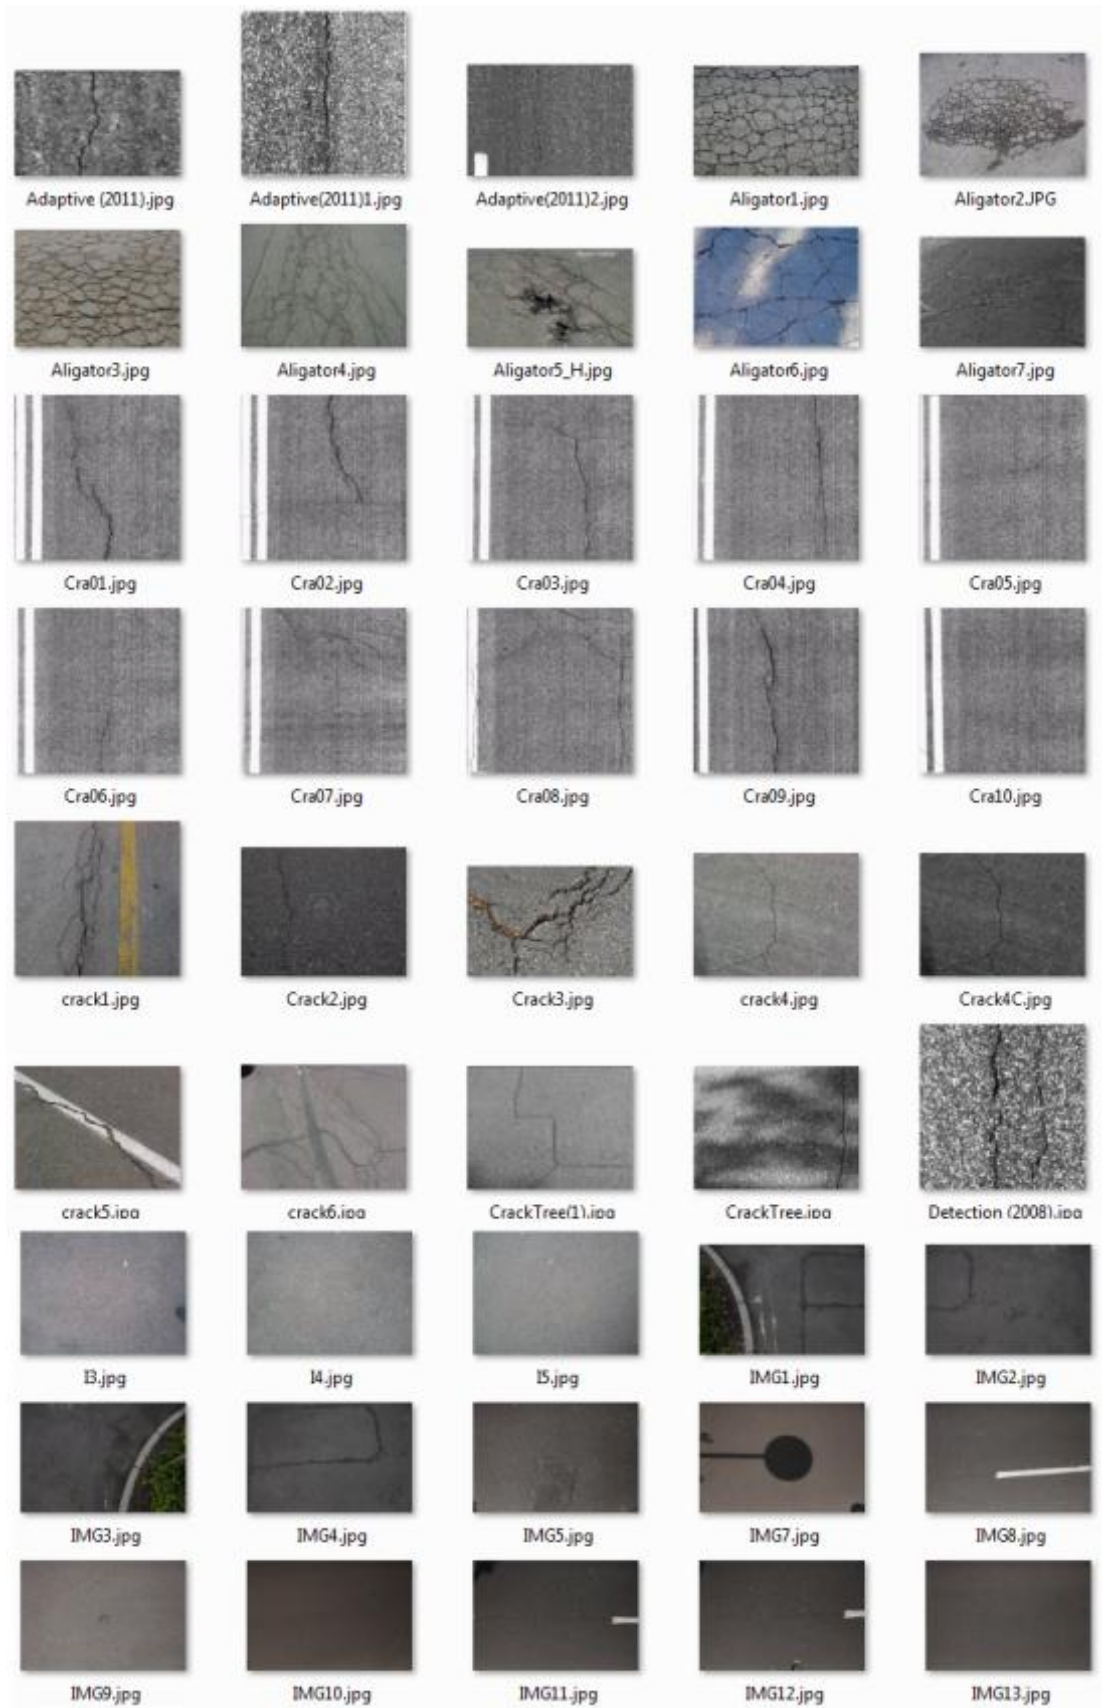 Adaptive (2011).jpg Adaptive(2011)1.jpg Adaptive(2011)2.jpg Aligator1.jpg Aligator2.JPG
Aligator3.jpg Aligator4.jpg Aligator5_H.jpg Aligator6.jpg Aligator7.jpg
Cra01.jpg Cra02.jpg Cra03.jpg Cra04.jpg Cra05.jpg
Cra06.jpg Cra07.jpg Cra08.jpg Cra09.jpg Cra10.jpg
crack1.jpg Crack2.jpg Crack3.jpg crack4.jpg Crack4C.jpg
crack5.jpg crack6.jpg CrackTree(1).jpg CrackTree.jpg Detection (2008).jpg
I3.jpg I4.jpg I5.jpg IMG1.jpg IMG2.jpg
IMG3.jpg IMG4.jpg IMG5.jpg IMG7.jpg IMG8.jpg
IMG9.jpg IMG10.jpg IMG11.jpg IMG12.jpg IMG13.jpg